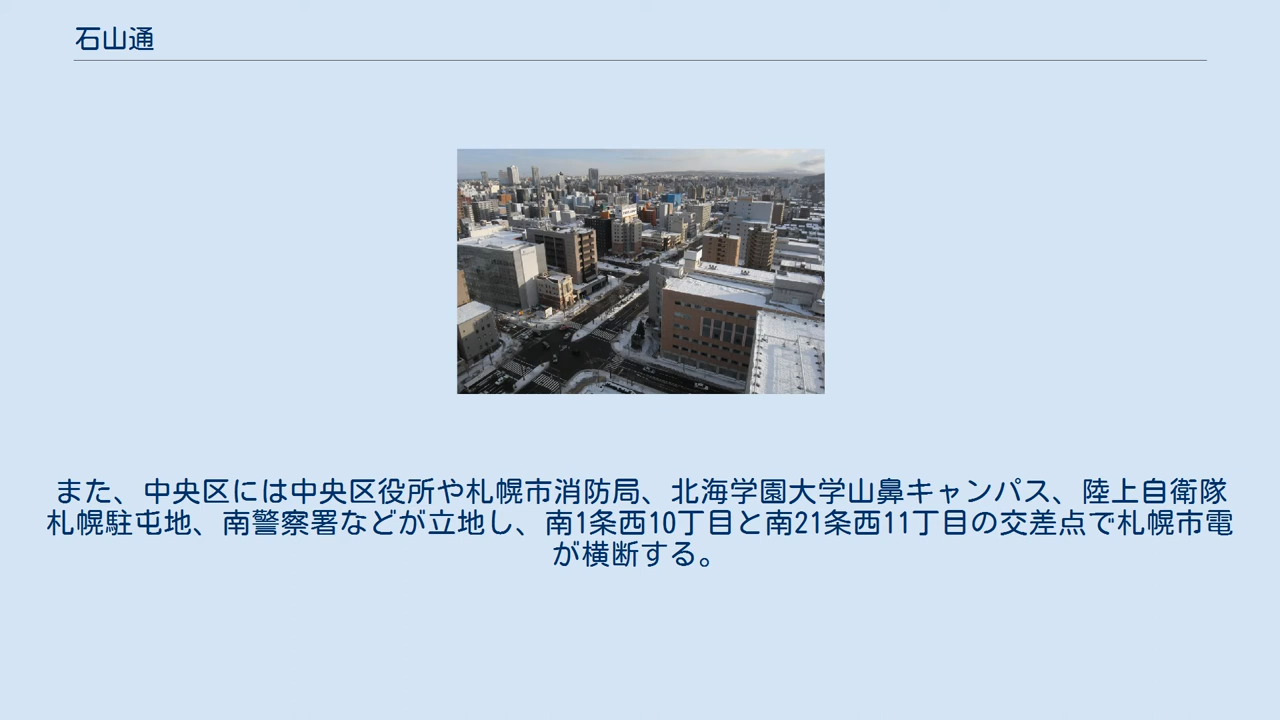 石山通
また、中央区には中央区役所や札幌市消防局、北海学園大学山鼻キャンパス、陸上自衛隊
札幌駐屯地、南警察署などが立地し、南1条西10丁目と南21条西11丁目の交差点で札幌市電
が横断する。